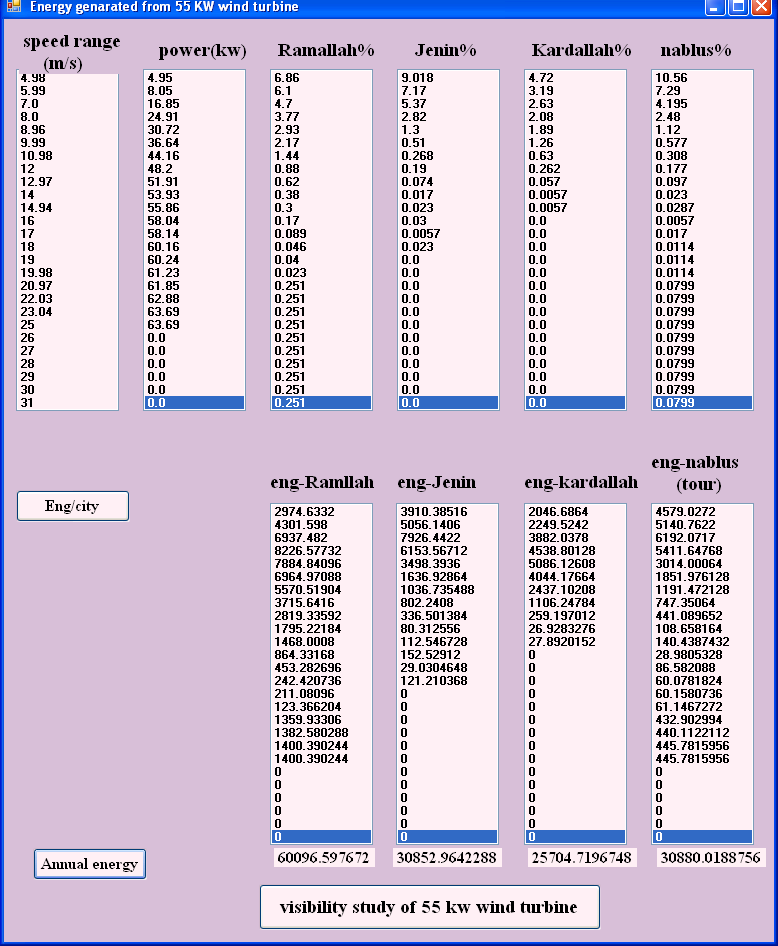 Energy genarated from 55 KW wind turbine
speed range (m/s) power(kw) Ramallah% Jenin% Kardallah% nablus%
4.98 4.95 6.86 9.018 4.72 10.56
5.99 8.05 6.1 7.17 3.19 7.29
7.0 16.85 4.7 5.37 2.63 4.195
8.0 24.91 3.77 2.82 2.08 2.48
8.96 30.72 2.93 1.3 1.89 1.12
9.99 36.64 2.17 0.51 1.26 0.577
10.98 44.16 1.44 0.268 0.63 0.308
12 48.2 0.88 0.19 0.262 0.177
12.97 51.91 0.62 0.074 0.057 0.097
14 53.93 0.38 0.017 0.0057 0.023
14.94 55.86 0.3 0.023 0.0057 0.0287
16 58.04 0.17 0.03 0.0 0.0057
17 58.14 0.089 0.0057 0.0 0.017
18 60.16 0.046 0.023 0.0 0.0114
19 60.24 0.04 0.0 0.0 0.0114
19.98 61.23 0.023 0.0 0.0 0.0114
20.97 61.85 0.251 0.0 0.0 0.0799
22.03 62.88 0.251 0.0 0.0 0.0799
23.04 63.69 0.251 0.0 0.0 0.0799
25 63.69 0.251 0.0 0.0 0.0799
26 0.0 0.251 0.0 0.0 0.0799
27 0.0 0.251 0.0 0.0 0.0799
28 0.0 0.251 0.0 0.0 0.0799
29 0.0 0.251 0.0 0.0 0.0799
30 0.0 0.251 0.0 0.0 0.0799
31 0.0 0.251 0.0 0.0 0.0799
eng-Ramllah eng-Jenin eng-kardallah eng-nablus (tour)
Eng/city
2974.6332 3910.38516 2046.6864 4579.0272
4301.598 5056.1406 2249.5242 5140.7622
6937.482 7926.4422 3882.0378 6192.0717
8226.57732 6153.56712 4538.80128 5411.64768
7884.84096 3498.3936 5086.12608 3014.00064
6964.97088 1636.92864 4044.17664 1851.976128
5570.51904 1036.735488 2437.10208 1191.472128
3715.6416 802.2408 1106.24784 747.35064
2819.33592 336.501384 259.197012 441.089652
1795.22184 80.312556 26.9283276 108.658164
1468.0008 112.546728 27.8920152 140.4387432
864.33168 152.52912 0 28.9805328
453.282696 29.0304648 0 86.582088
242.420736 121.210368 0 60.0781824
211.08096 0 0 60.1580736
123.366204 0 0 61.1467272
1359.93306 0 0 432.902994
1382.580288 0 0 440.1122112
1400.390244 0 0 445.7815956
1400.390244 0 0 445.7815956
0 0 0 0
0 0 0 0
0 0 0 0
0 0 0 0
0 0 0 0
0 0 0 0
Annual energy 60096.597672 30852.9642288 25704.7196748 30880.0188756
visibility study of 55 kw wind turbine